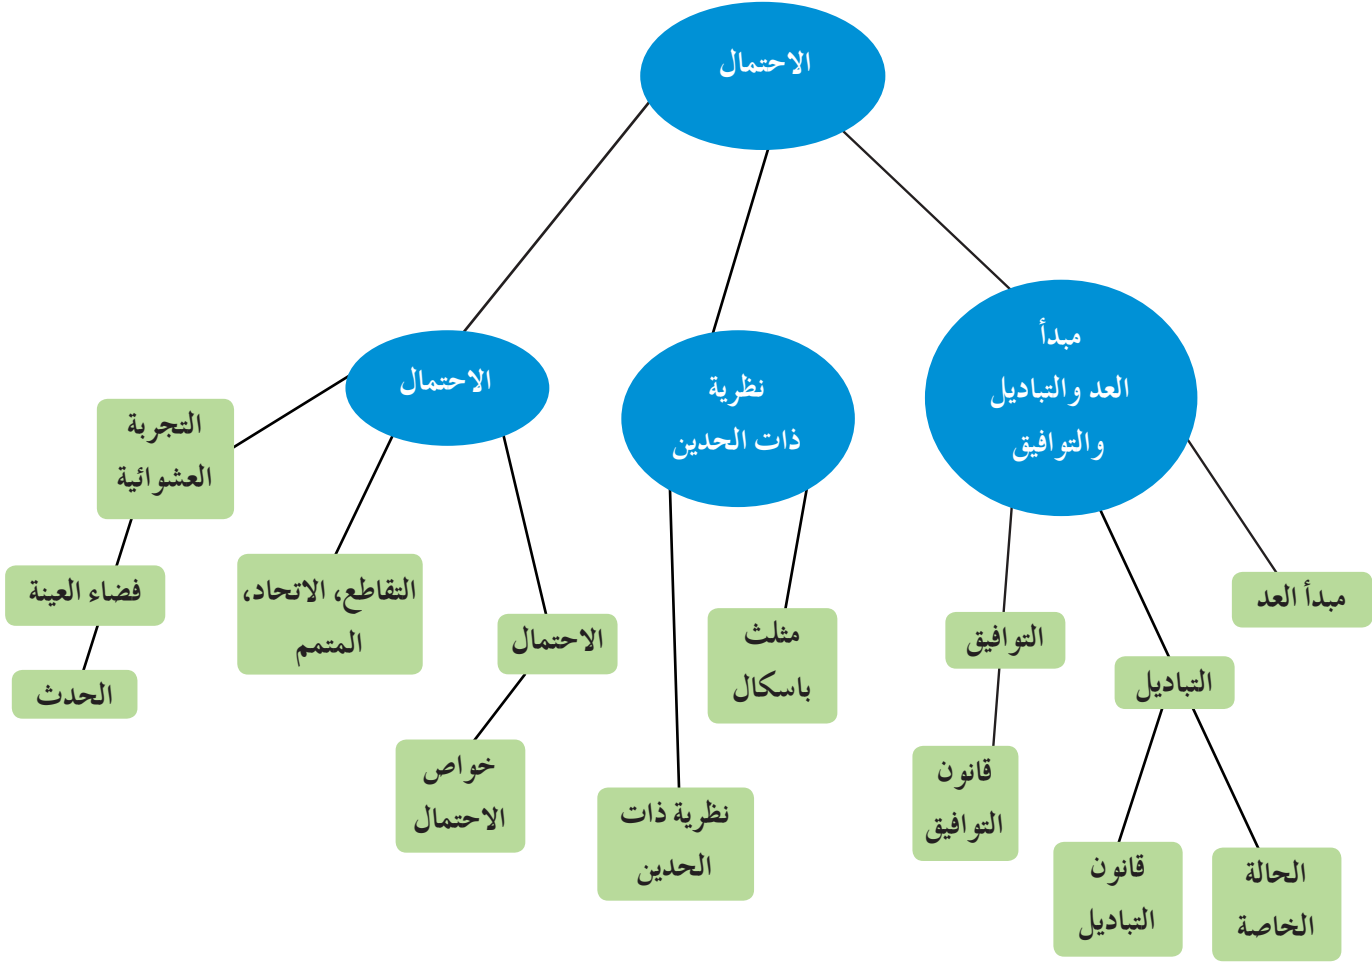 الاحتمال
مبدأ
العد والتباديل
والتوافيق
نظرية
ذات الحدين
الاحتمال
مبدأ العد
التباديل
الحالة
الخاصة
قانون
التباديل
التوافيق
قانون
التوافيق
مثلث
باسكال
نظرية ذات
الحدين
الاحتمال
خواص
الاحتمال
التقاطع، الاتحاد،
المتمم
التجربة
العشوائية
فضاء العينة
الحدث